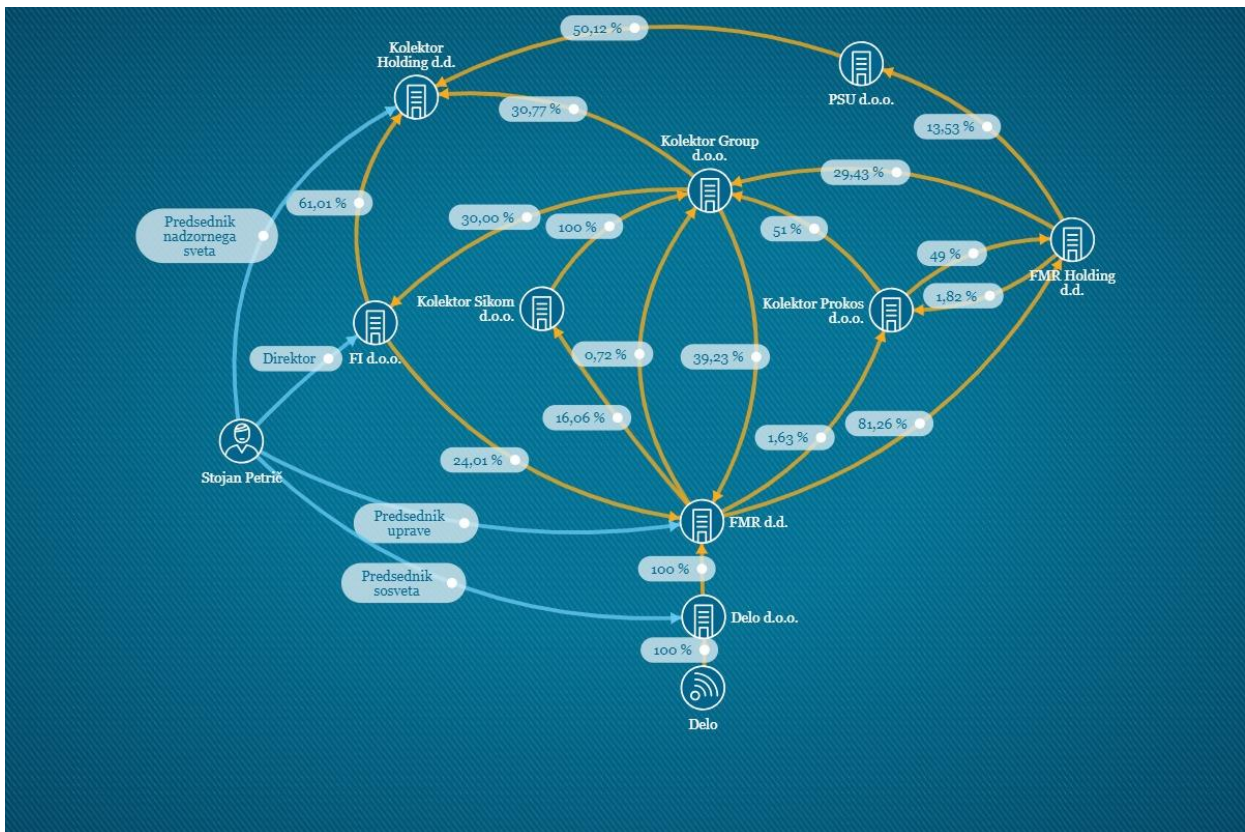 50,12 %
Kolektor
Holding d.d.
PSU d.o.o.
30,77 %
13,53 %
Kolektor Group
d.o.o.
29,43 %
61,01 %
30,00 %
100 %
51 %
Predsednik
nadzornega
sveta
49 %
FMR Holding
d.d.
Kolektor Sikom
d.o.o.
Kolektor Prokos
d.o.o.
1,82 %
Direktor
FI d.o.o.
0,72 %
39,23 %
16,06 %
1,63 %
81,26 %
24,01 %
Stojan Petrič
Predsednik
uprave
FMR d.d.
100 %
Predsednik
sosveta
Delo d.o.o.
100 %
Delo